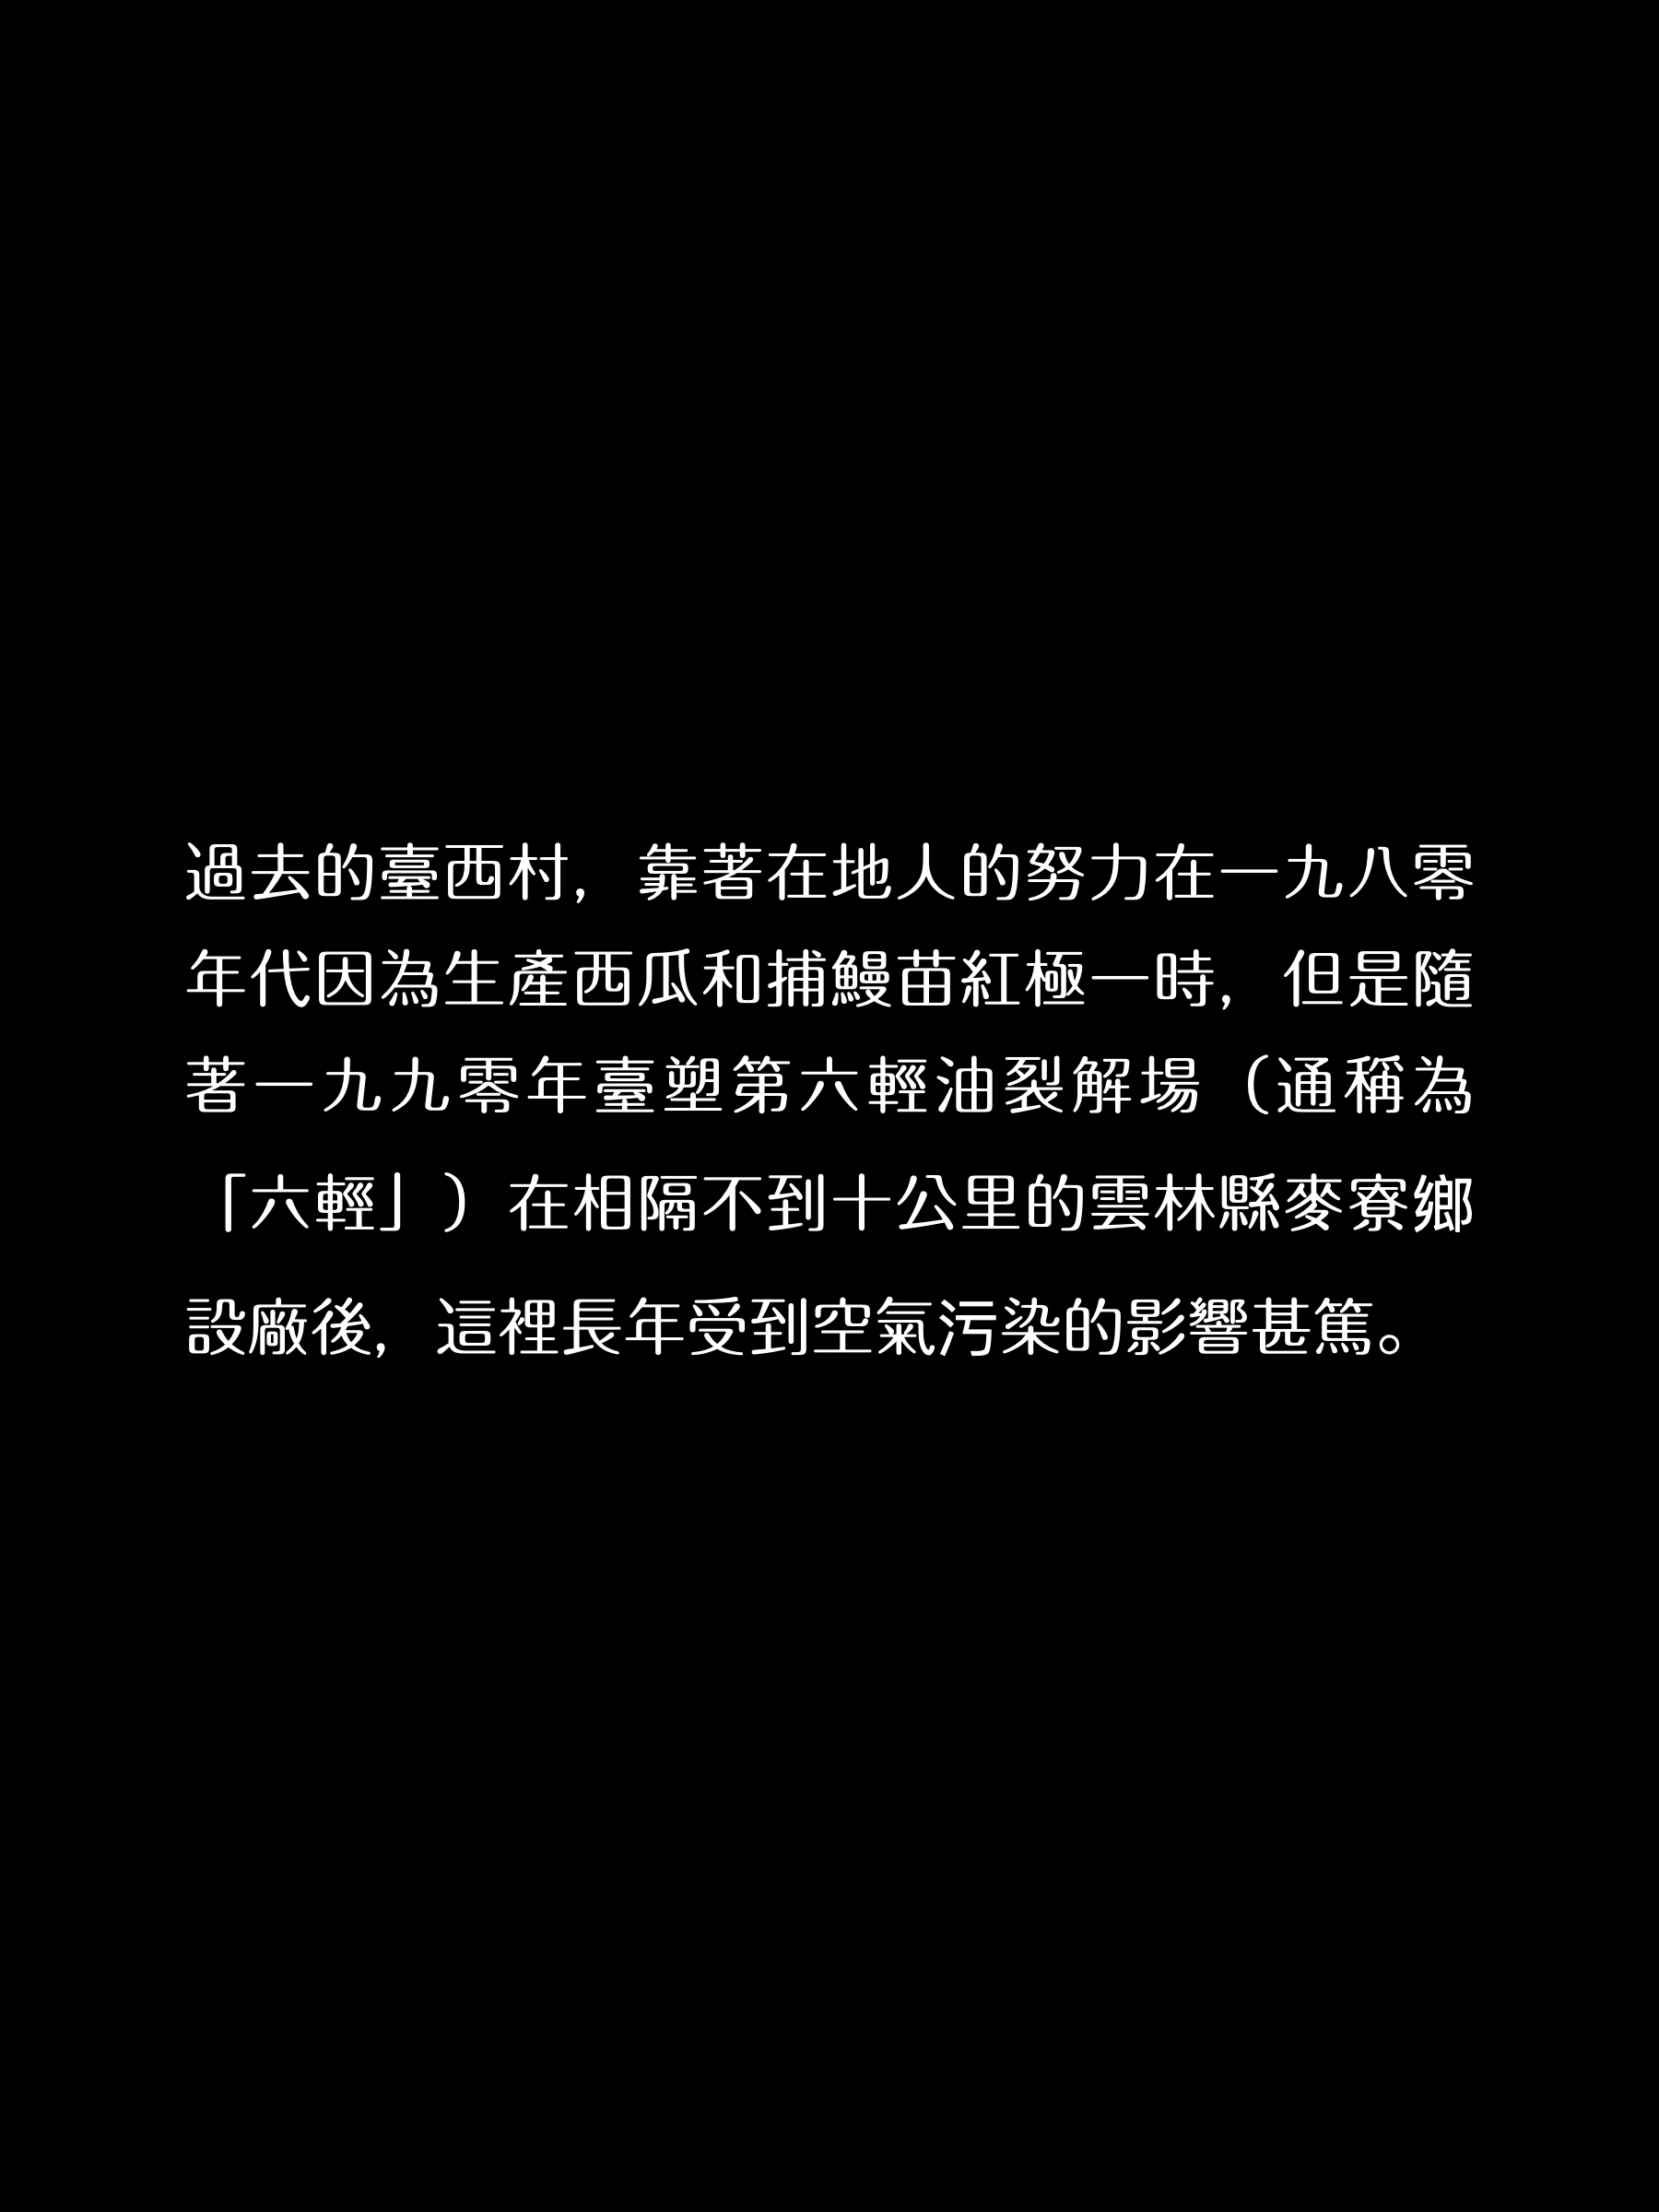 過去的臺西村，靠著在地人的努力在一九八零
年代因為生產西瓜和捕鰻苗紅極一時，但是隨
著一九九零年臺塑第六輕油裂解場（通稱為
「六輕」）在相隔不到十公里的雲林縣麥寮鄉
設廠後，這裡長年受到空氣污染的影響甚篤。